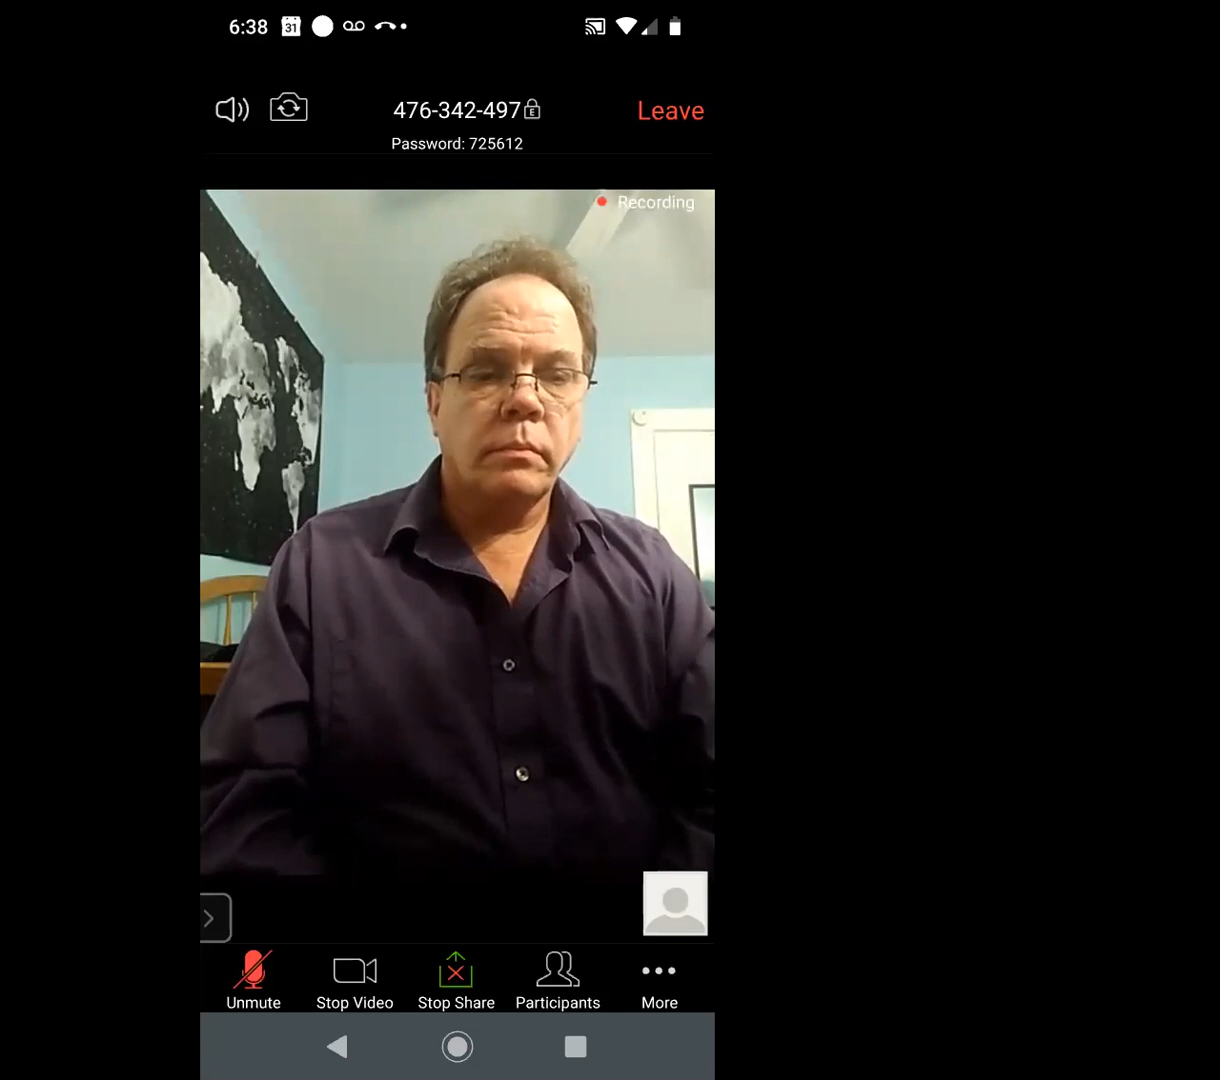 6:38 31
476-342-497 E
Leave
Password: 725612
Recording
Unmute
Stop Video
Stop Share
Participants
More